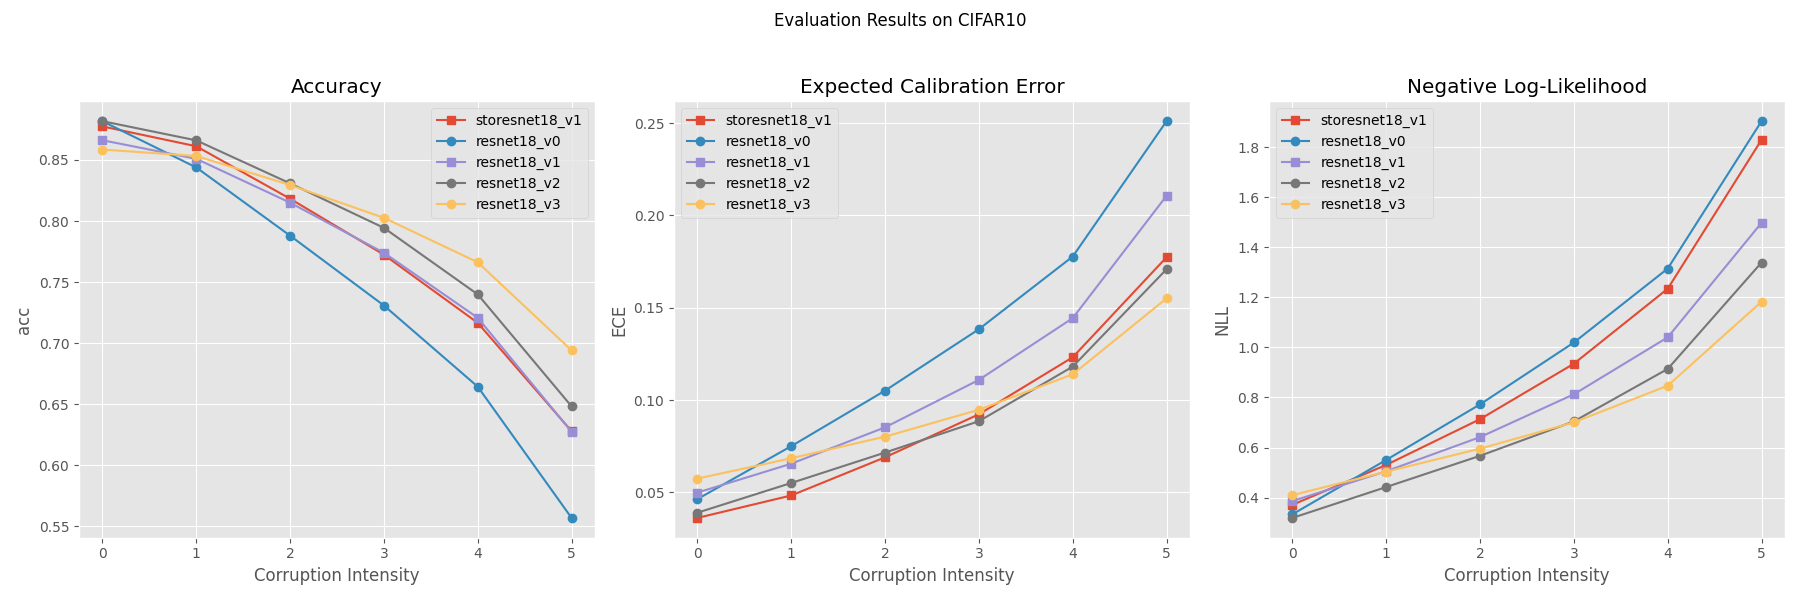 Evaluation Results on CIFAR10
Accuracy
storesnet18_v1
resnet18_v0
resnet18_v1
resnet18_v2
resnet18_v3
acc
0.85
0.80
0.75
0.70
0.65
0.60
0.55
0 1 2 3 4 5
Corruption Intensity
Expected Calibration Error
storesnet18_v1
resnet18_v0
resnet18_v1
resnet18_v2
resnet18_v3
ECE
0.25
0.20
0.15
0.10
0.05
0 1 2 3 4 5
Corruption Intensity
Negative Log-Likelihood
storesnet18_v1
resnet18_v0
resnet18_v1
resnet18_v2
resnet18_v3
NLL
1.8
1.6
1.4
1.2
1.0
0.8
0.6
0.4
0 1 2 3 4 5
Corruption Intensity